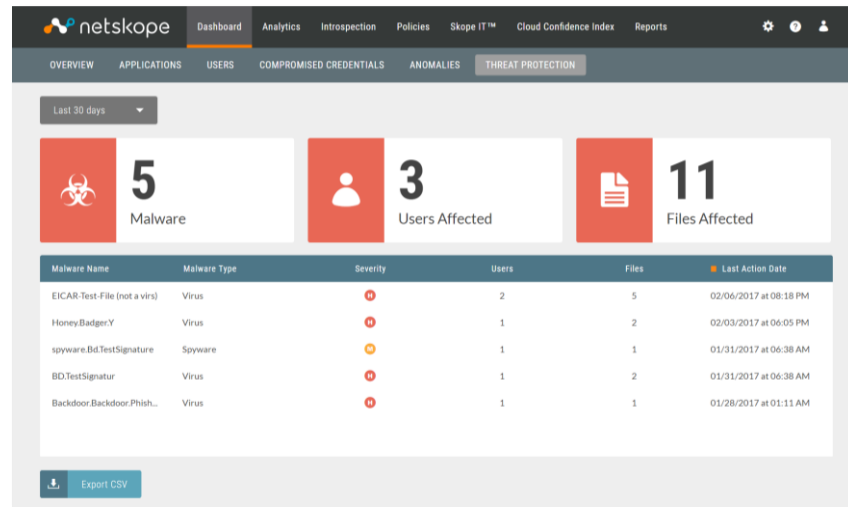 netskope Dashboard Analytics Introspection Policies Skope IT™ Cloud Confidence Index Reports
OVERVIEW APPLICATIONS USERS COMPROMISED CREDENTIALS ANOMALIES THREAT PROTECTION
Last 30 days
5 3 11
Malware Users Affected Files Affected
Malware Name Malware Type Severity Users Files Last Action Date
EICAR-Test-File (not a virs) Virus H 2 5 02/06/2017 at 08:18 PM
Honey.Badger.Y Virus H 1 2 02/03/2017 at 06:05 PM
spyware.Bd.TestSignature Spyware M 1 1 01/31/2017 at 06:38 AM
BD.TestSignatur Virus H 1 2 01/31/2017 at 06:38 AM
Backdoor.Backdoor.Phish... Virus H 1 1 01/28/2017 at 01:11 AM
Export CSV